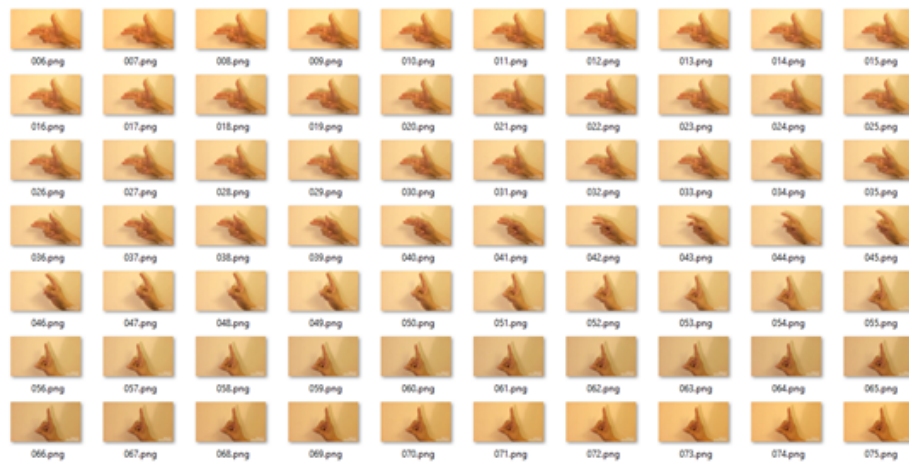 006.png 007.png 008.png 009.png 010.png 011.png 012.png 013.png 014.png 015.png
016.png 017.png 018.png 019.png 020.png 021.png 022.png 023.png 024.png 025.png
026.png 027.png 028.png 029.png 030.png 031.png 032.png 033.png 034.png 035.png
036.png 037.png 038.png 039.png 040.png 041.png 042.png 043.png 044.png 045.png
046.png 047.png 048.png 049.png 050.png 051.png 052.png 053.png 054.png 055.png
056.png 057.png 058.png 059.png 060.png 061.png 062.png 063.png 064.png 065.png
066.png 067.png 068.png 069.png 070.png 071.png 072.png 073.png 074.png 075.png